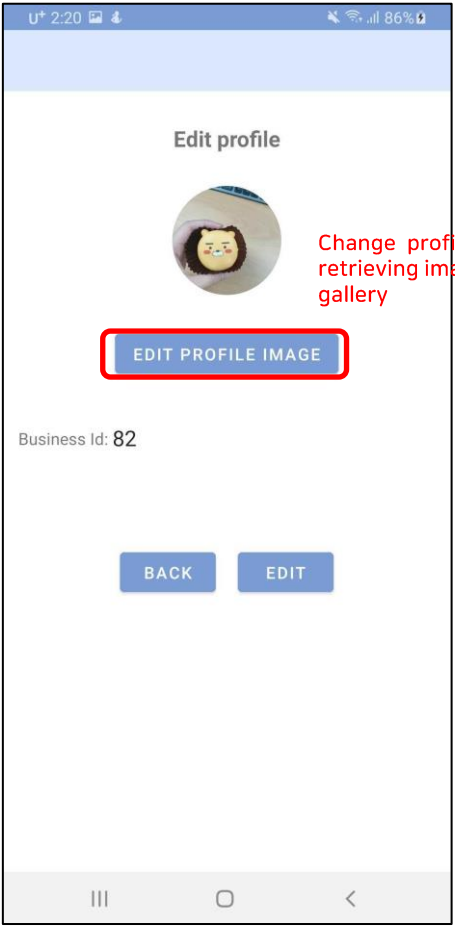 U+ 2:20 86%
Edit profile
Change profi
retrieving ima
gallery
EDIT PROFILE IMAGE
Business Id: 82
BACK EDIT